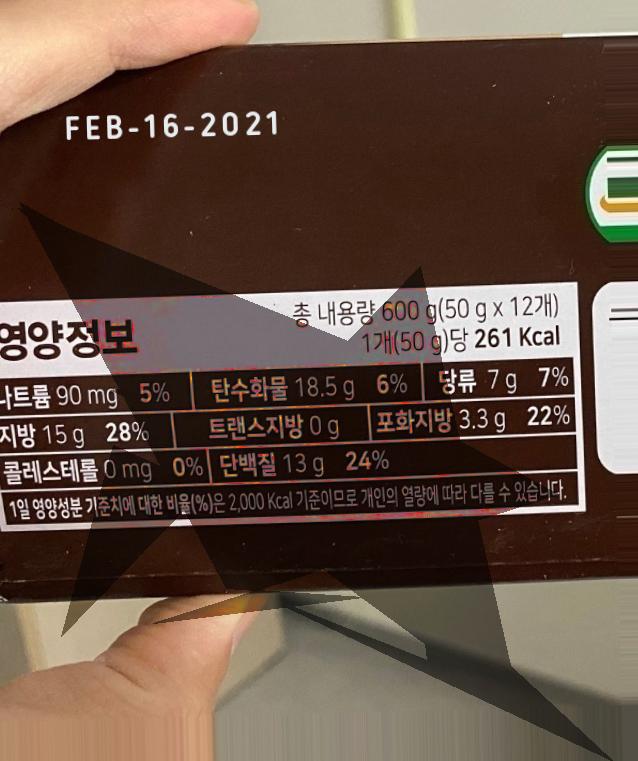 FEB-16-2021
영양정보
총 내용량 600 g(50 g x 12개)
1개(50 g)당 261 Kcal
나트륨 90 mg 5% 탄수화물 18.5 g 6% 당류 7 g 7%
지방 15 g 28% 트랜스지방 0 g 포화지방 3.3 g 22%
콜레스테롤 0 mg 0% 단백질 13 g 24%
1일 영양성분 기준치에 대한 비율(%)은 2,000 Kcal 기준이므로 개인의 열량에 따라 다를 수 있습니다.